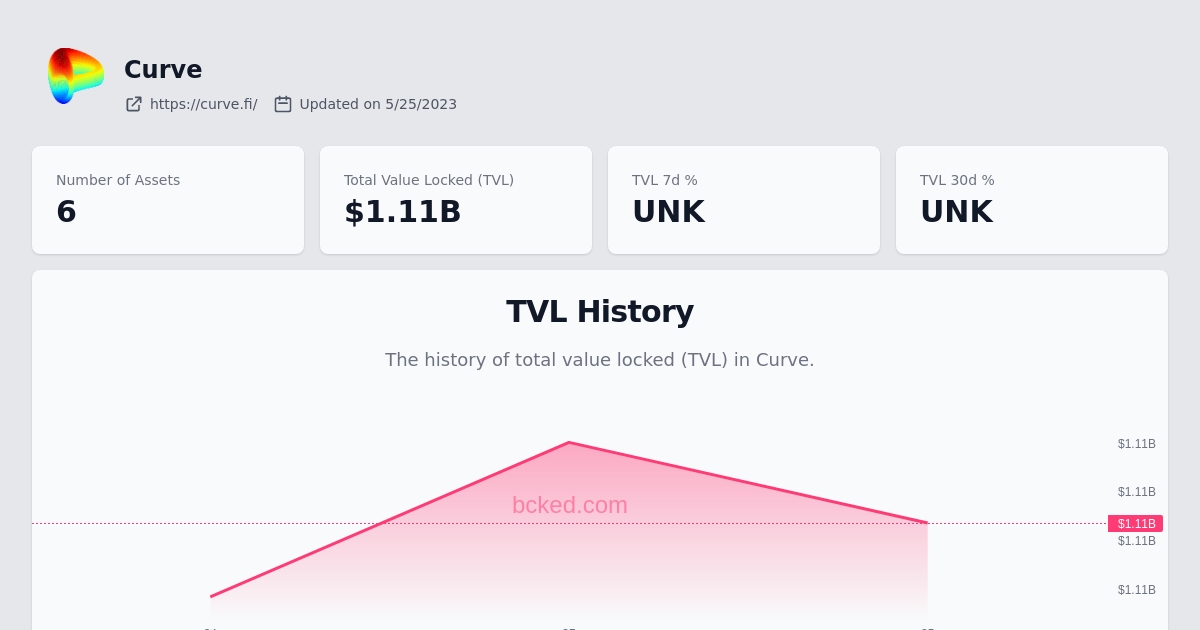 Curve
https://curve.fi/ Updated on 5/25/2023
Number of Assets
6
Total Value Locked (TVL)
$1.11B
TVL 7d %
UNK
TVL 30d %
UNK
TVL History
The history of total value locked (TVL) in Curve.
$1.11B
bcked.com
$1.11B
$1.11B
$1.11B
$1.11B